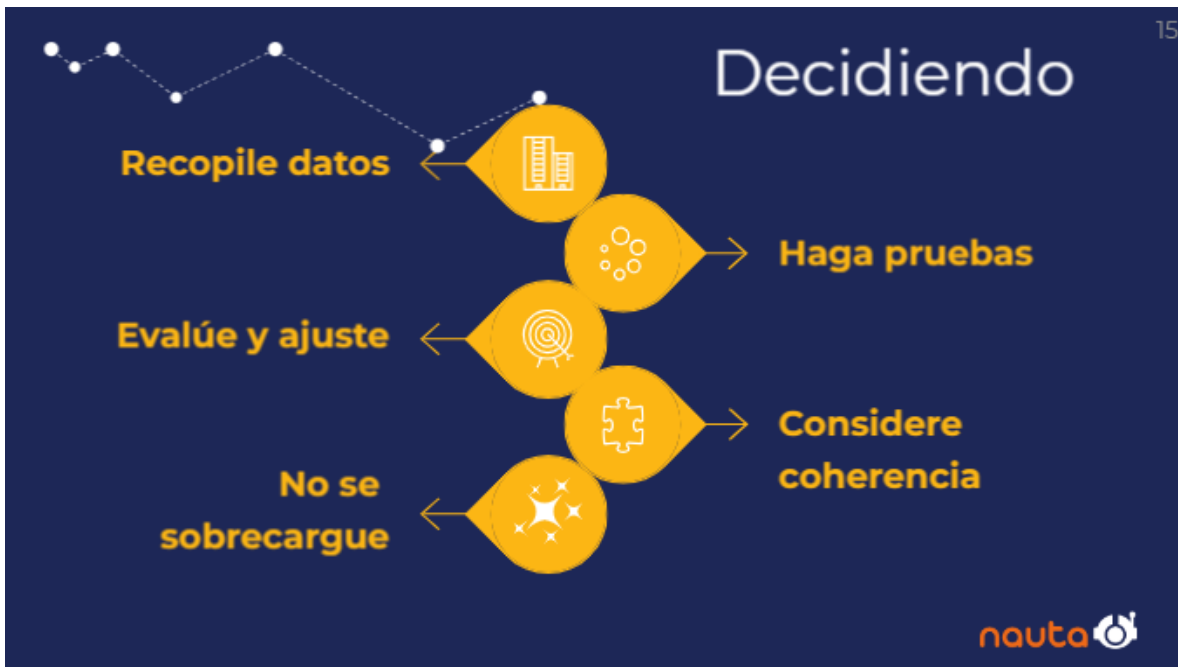 15
Decidiendo
Recopile datos
Haga pruebas
Evalúe y ajuste
Considere
coherencia
No se
sobrecargue
nauta